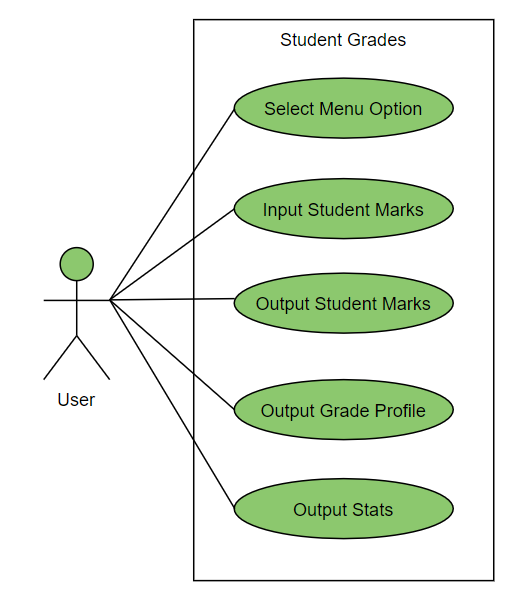 Student Grades
Select Menu Option
Input Student Marks
Output Student Marks
Output Grade Profile
User
Output Stats